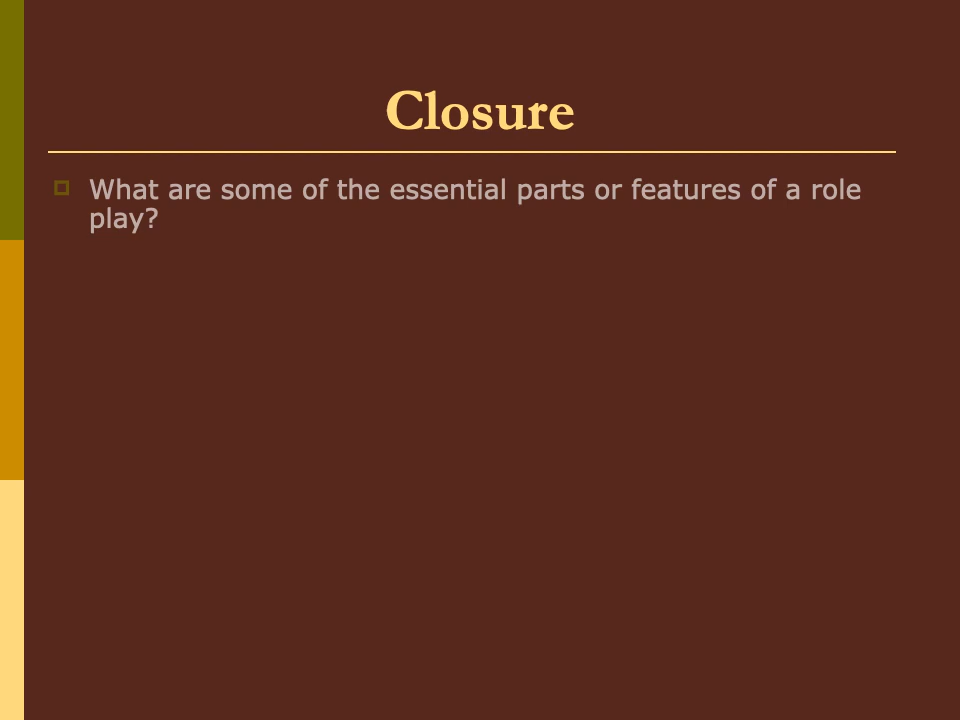 Closure
What are some of the essential parts or features of a role
play?